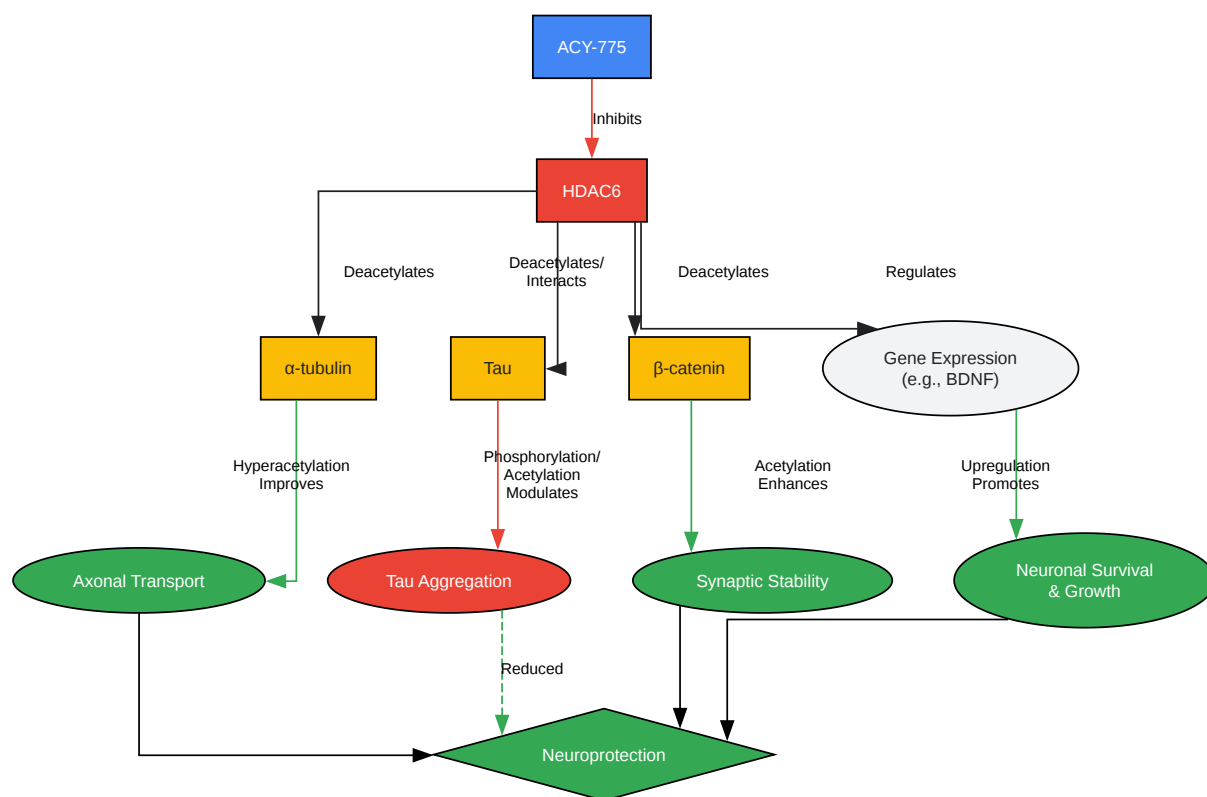 ACY-775
Inhibits
HDAC6
Deacetylates
Deacetylates/
Interacts
Deacetylates
Regulates
α-tubulin
Tau
β-catenin
Gene Expression
(e.g., BDNF)
Hyperacetylation
Improves
Phosphorylation/
Acetylation
Modulates
Acetylation
Enhances
Upregulation
Promotes
Axonal Transport
Tau Aggregation
Synaptic Stability
Neuronal Survival
& Growth
Reduced
Neuroprotection